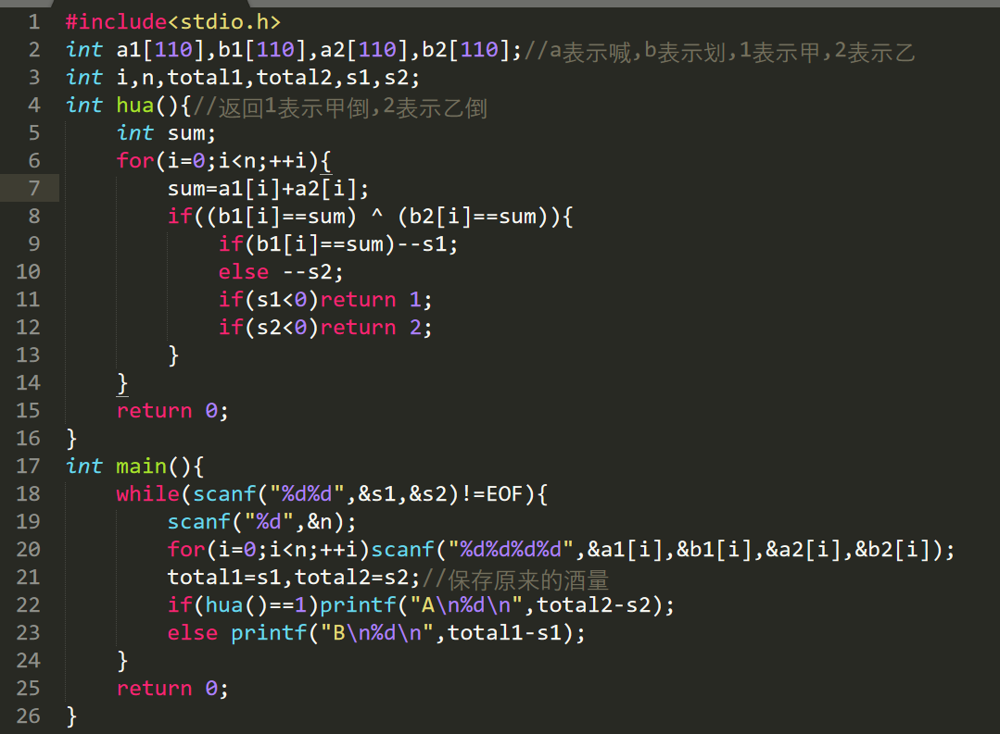 1 #include<stdio.h>
2 int a1[110],b1[110],a2[110],b2[110];//a表示喊,b表示划,1表示甲,2表示乙
3 int i,n,total1,total2,s1,s2;
4 int hua(){//返回1表示甲倒,2表示乙倒
5     int sum;
6     for(i=0;i<n;++i){
7         sum=a1[i]+a2[i];
8         if((b1[i]==sum) ^ (b2[i]==sum)){
9             if(b1[i]==sum)--s1;
10             else --s2;
11             if(s1<0)return 1;
12             if(s2<0)return 2;
13         }
14     }
15     return 0;
16 }
17 int main(){
18     while(scanf("%d%d",&s1,&s2)!=EOF){
19         scanf("%d",&n);
20         for(i=0;i<n;++i)scanf("%d%d%d%d",&a1[i],&b1[i],&a2[i],&b2[i]);
21         total1=s1,total2=s2;//保存原来的酒量
22         if(hua()==1)printf("A\n%d\n",total2-s2);
23         else printf("B\n%d\n",total1-s1);
24     }
25     return 0;
26 }